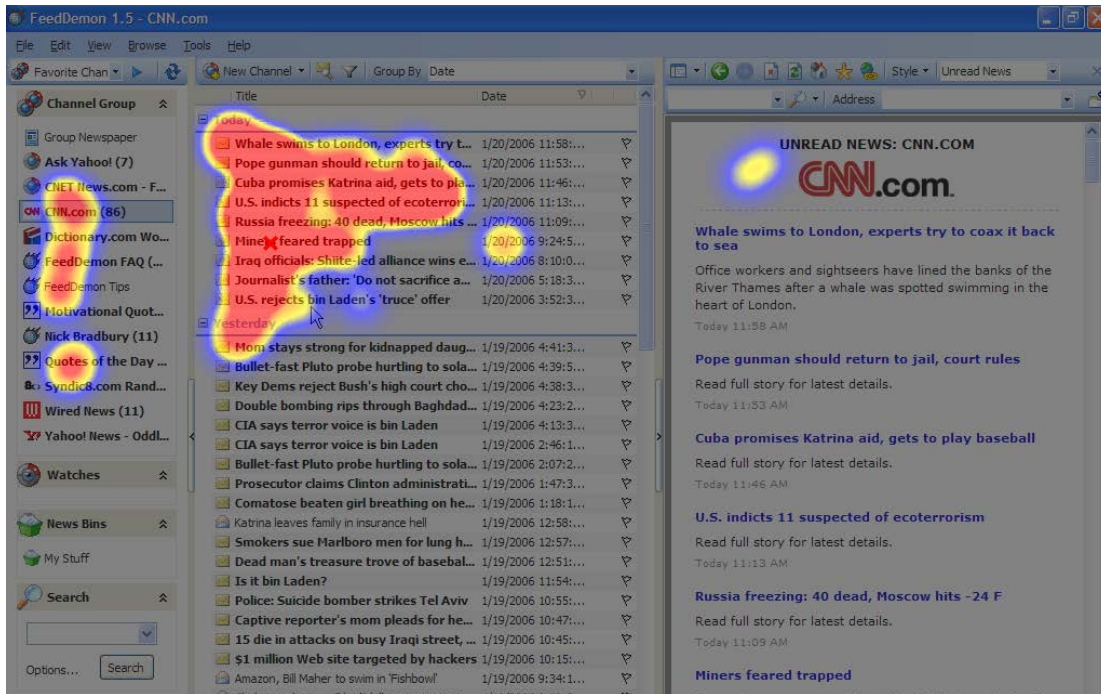 FeedDemon 1.5 - CNN.com
File Edit View Browse Tools Help
Favorite Chan
New Channel Group By Date
Style Unread News
Address
Channel Group
Group Newspaper
Ask Yahoo! (7)
CNET News.com - F...
CNN.com (86)
Dictionary.com Wo...
FeedDemon FAQ (...
FeedDemon Tips
Motivational Quot...
Nick Bradbury (11)
Quotes of the Day ...
Syndic8.com Rand...
Wired News (11)
Yahoo! News - Oddl...
Watches
News Bins
My Stuff
Search
Options... Search
Title Date
Today
Whale swims to London, experts try t... 1/20/2006 11:58:...
Pope gunman should return to jail, co... 1/20/2006 11:53:...
Cuba promises Katrina aid, gets to pla... 1/20/2006 11:46:...
U.S. indicts 11 suspected of ecoterrori... 1/20/2006 11:13:...
Russia freezing: 40 dead, Moscow hits ... 1/20/2006 11:09:...
Miners feared trapped 1/20/2006 9:24:5...
Iraq officials: Shiite-led alliance wins e... 1/20/2006 8:10:0...
Journalist's father: 'Do not sacrifice a... 1/20/2006 5:18:3...
U.S. rejects bin Laden's 'truce' offer 1/20/2006 3:52:3...
Yesterday
Mom stays strong for kidnapped daug... 1/19/2006 4:41:3...
Bullet-fast Pluto probe hurtling to sola... 1/19/2006 4:39:5...
Key Dems reject Bush's high court cho... 1/19/2006 4:38:3...
Double bombing rips through Baghdad... 1/19/2006 4:23:2...
CIA says terror voice is bin Laden 1/19/2006 4:13:3...
CIA says terror voice is bin Laden 1/19/2006 2:46:1...
Bullet-fast Pluto probe hurtling to sola... 1/19/2006 2:07:2...
Prosecutor claims Clinton administrati... 1/19/2006 1:47:3...
Comatose beaten girl breathing on he... 1/19/2006 1:18:1...
Katrina leaves family in insurance hell 1/19/2006 12:58:...
Smokers sue Marlboro men for lung h... 1/19/2006 12:57:...
Dead man's treasure trove of basebal... 1/19/2006 12:51:...
Is it bin Laden? 1/19/2006 11:54:...
Police: Suicide bomber strikes Tel Aviv 1/19/2006 10:55:...
Captive reporter's mom pleads for he... 1/19/2006 10:47:...
15 die in attacks on busy Iraqi street, ... 1/19/2006 10:45:...
$1 million Web site targeted by hackers 1/19/2006 10:15:...
Amazon, Bill Maher to swim in 'Fishbowl' 1/19/2006 9:34:1...
UNREAD NEWS: CNN.COM
CNN.com
Whale swims to London, experts try to coax it back
to sea
Office workers and sightseers have lined the banks of the
River Thames after a whale was spotted swimming in the
heart of London.
Today 11:58 AM
Pope gunman should return to jail, court rules
Read full story for latest details.
Today 11:53 AM
Cuba promises Katrina aid, gets to play baseball
Read full story for latest details.
Today 11:46 AM
U.S. indicts 11 suspected of ecoterrorism
Read full story for latest details.
Today 11:13 AM
Russia freezing: 40 dead, Moscow hits -24 F
Read full story for latest details.
Today 11:09 AM
Miners feared trapped